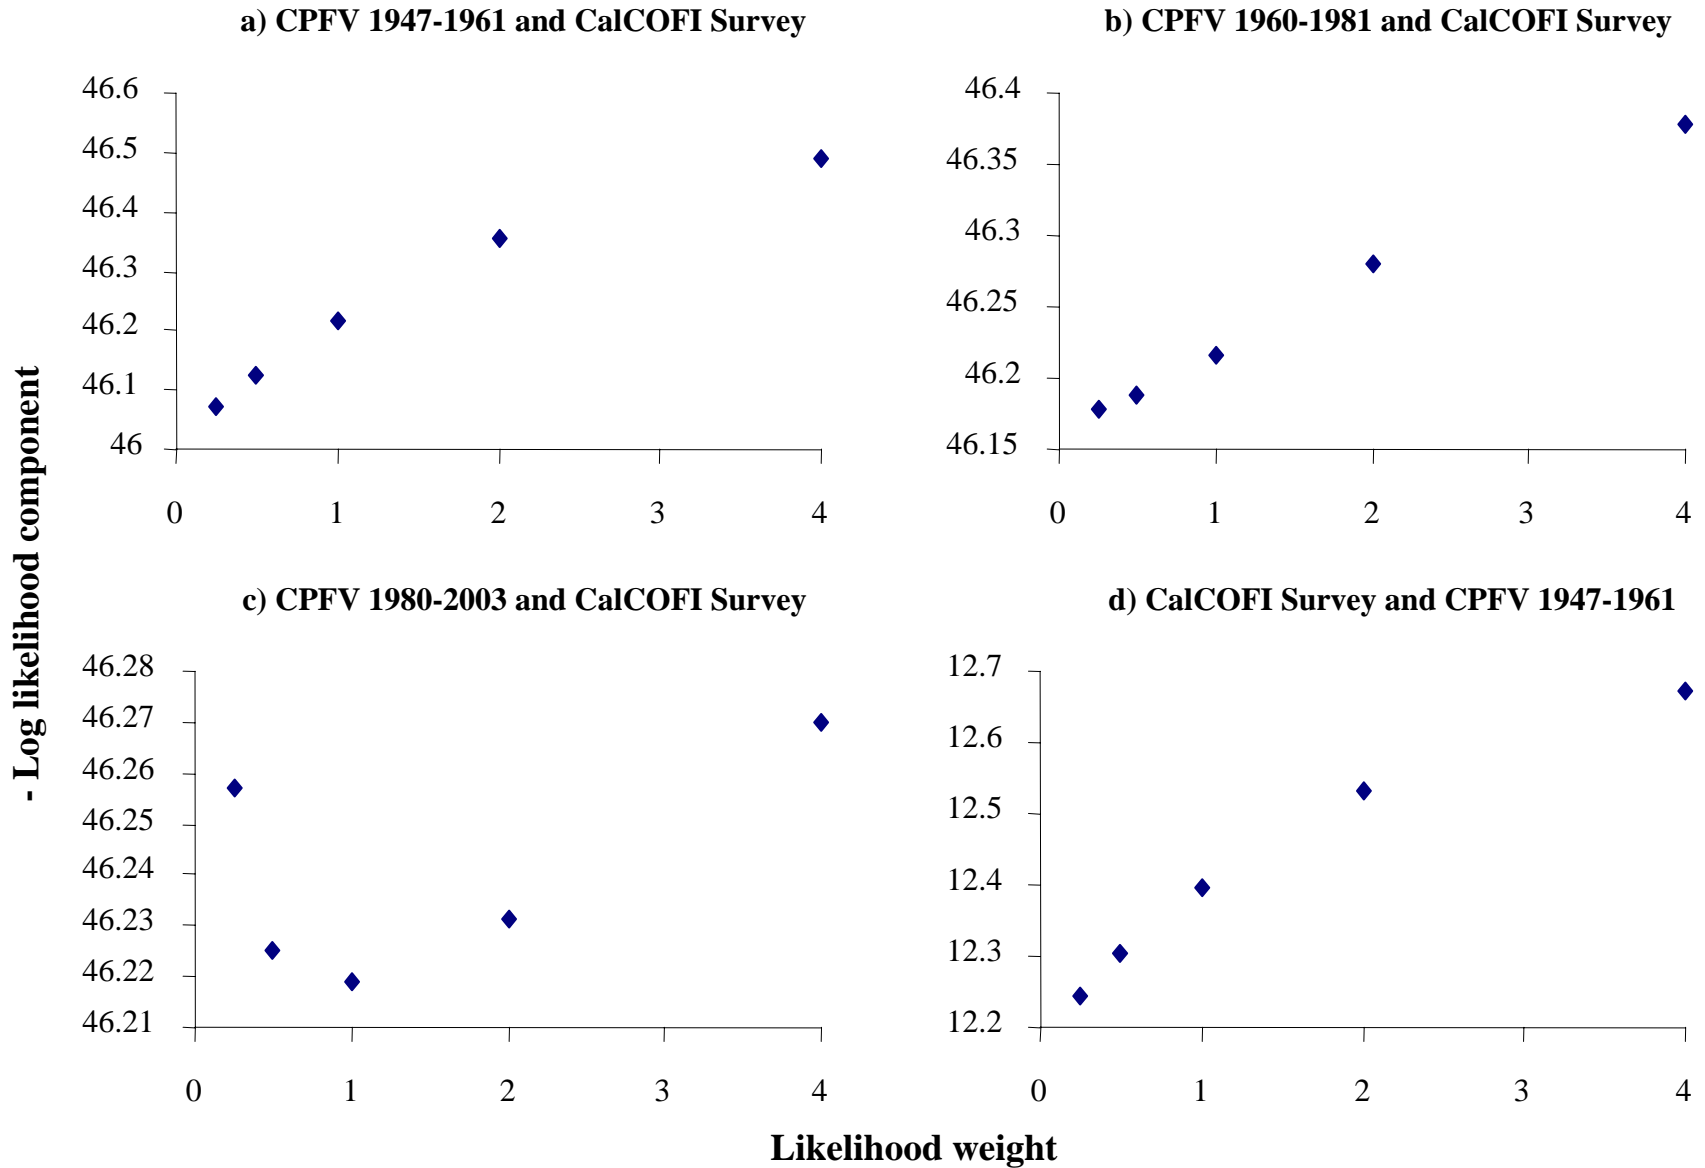 a) CPFV 1947-1961 and CalCOFI Survey
46.6
46.5
46.4
46.3
46.2
46.1
46
0 1 2 3 4
b) CPFV 1960-1981 and CalCOFI Survey
46.4
46.35
46.3
46.25
46.2
46.15
0 1 2 3 4
- Log likelihood component
c) CPFV 1980-2003 and CalCOFI Survey
46.28
46.27
46.26
46.25
46.24
46.23
46.22
46.21
0 1 2 3 4
d) CalCOFI Survey and CPFV 1947-1961
12.7
12.6
12.5
12.4
12.3
12.2
0 1 2 3 4
Likelihood weight